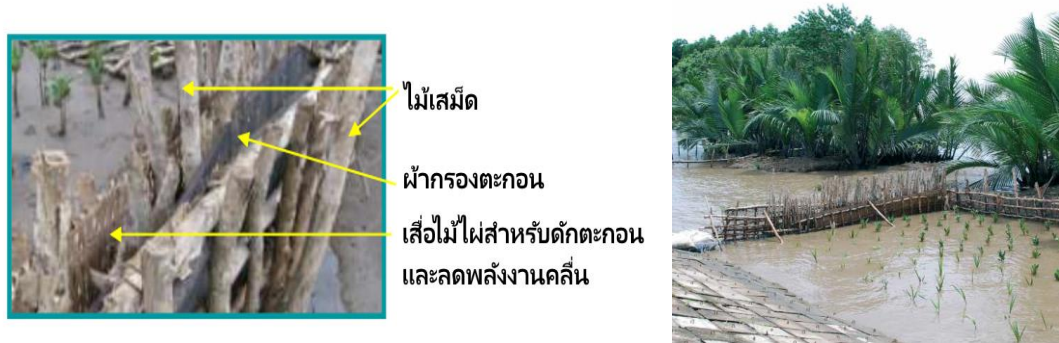 ไม้เสม็ด
ผ้ากรองตะกอน
เสื่อไม้ไผ่สำหรับดักตะกอน
และลดพลังงานคลื่น